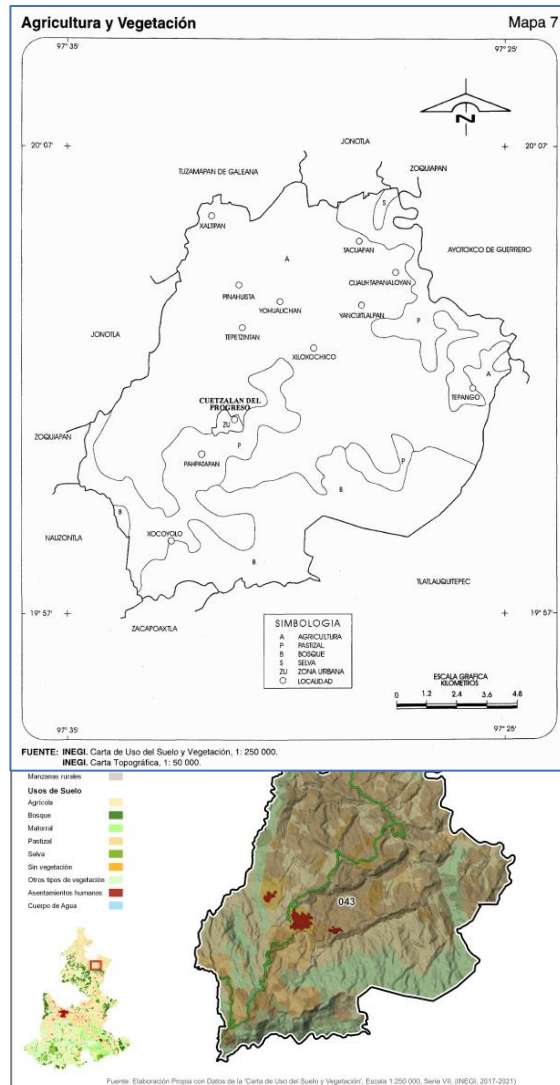 Agricultura y Vegetación Mapa 7
97° 35' 97° 25'
20° 07' 20° 07'
JONOTLA
TUZAMAPAN DE GALEANA
ZOQUIAPAN
N
S
XALTIPAN
TACUAPAN
AYOTOXCO DE GUERRERO
A
CUAUHTAPANALOYAN
PINAHUISTA
YOHUALICHAN
YANCUITLALPAN
P
TEPETZINTAN
JONOTLA
XILOXOCHICO
A
TEPANGO
CUETZALAN DEL
PROGRESO
ZU
ZOQUIAPAN
P
P
PAHPATAPAN
B
B
NAUZONTLA
XOCOYOLO
B
TLATLAUQUITEPEC
19° 57' 19° 57'
ZACAPOAXTLA
SIMBOLOGIA
A AGRICULTURA
P PASTIZAL
B BOSQUE
S SELVA
ZU ZONA URBANA
LOCALIDAD
ESCALA GRAFICA
KILOMETROS
0 1.2 2.4 3.6 4.8
97° 35' 97° 25'
FUENTE: INEGI. Carta de Uso del Suelo y Vegetación, 1: 250 000.
INEGI. Carta Topográfica, 1: 50 000.
Manzanas rurales
Usos de Suelo
Agrícola
Bosque
Matorral
Pastizal
Selva
Sin vegetación
Otros tipos de vegetación
Asentamientos humanos
Cuerpo de Agua
043
Fuente: Elaboración Propia con Datos de la 'Carta de Uso del Suelo y Vegetación', Escala 1:250 000, Serie VII, (INEGI, 2017-2021)